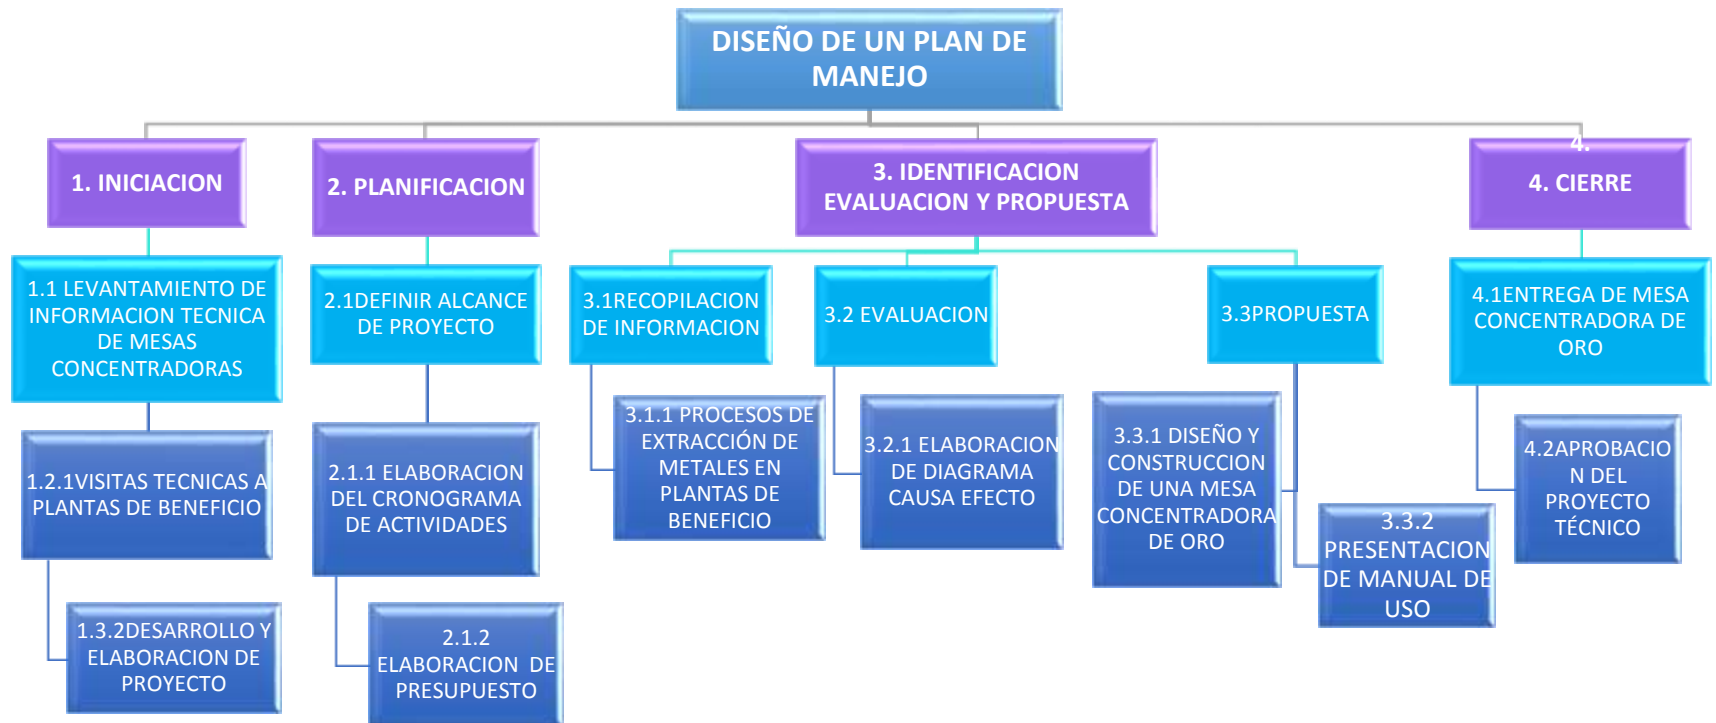 DISEÑO DE UN PLAN DE
MANEJO
1. INICIACION
2. PLANIFICACION
3. IDENTIFICACION
EVALUACION Y PROPUESTA
4.
4. CIERRE
1.1 LEVANTAMIENTO DE
INFORMACION TECNICA
DE MESAS
CONCENTRADORAS
2.1DEFINIR ALCANCE
DE PROYECTO
3.1RECOPILACION
DE INFORMACION
3.2 EVALUACION
3.3PROPUESTA
4.1ENTREGA DE MESA
CONCENTRADORA DE
ORO
1.2.1VISITAS TECNICAS A
PLANTAS DE BENEFICIO
2.1.1 ELABORACION
DEL CRONOGRAMA
DE ACTIVIDADES
3.1.1 PROCESOS DE
EXTRACCIÓN DE
METALES EN
PLANTAS DE
BENEFICIO
3.2.1 ELABORACION
DE DIAGRAMA
CAUSA EFECTO
3.3.1 DISEÑO Y
CONSTRUCCION
DE UNA MESA
CONCENTRADORA
DE ORO
3.3.2
PRESENTACION
DE MANUAL DE
USO
4.2APROBACIO
N DEL
PROYECTO
TÉCNICO
1.3.2DESARROLLO Y
ELABORACION DE
PROYECTO
2.1.2
ELABORACION DE
PRESUPUESTO